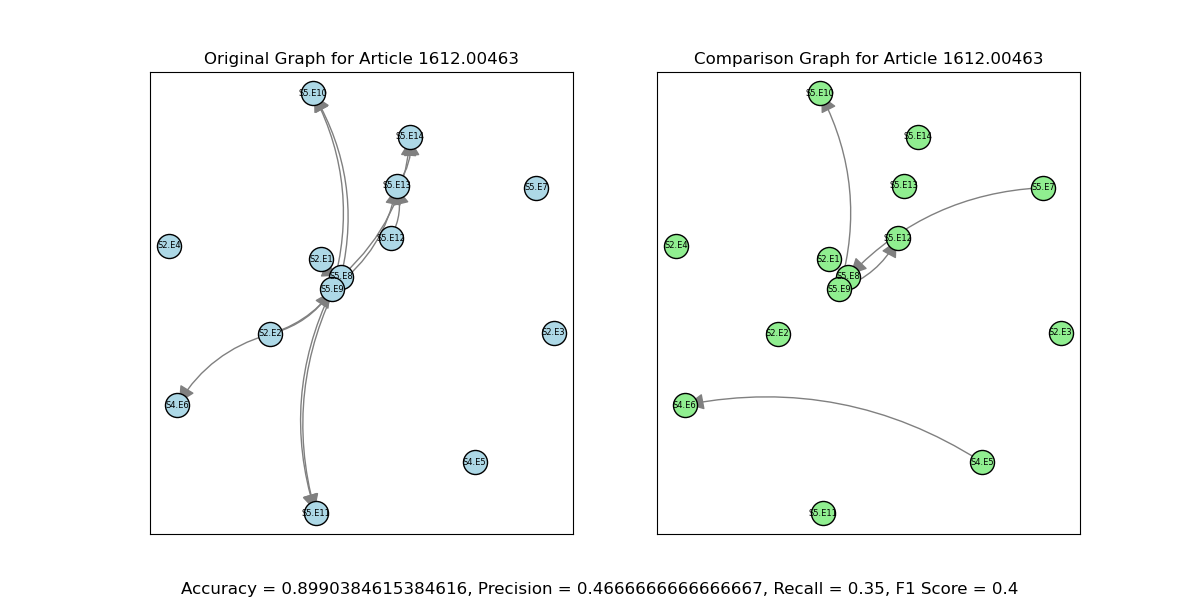 Original Graph for Article 1612.00463
Comparison Graph for Article 1612.00463
S5.E10
S5.E14
S5.E13
S5.E7
S5.E12
S2.E4
S2.E1
S5.E8
S5.E9
S2.E2
S2.E3
S4.E6
S4.E5
S5.E11
S5.E10
S5.E14
S5.E13
S5.E7
S5.E12
S2.E4
S2.E1
S5.E8
S5.E9
S2.E2
S2.E3
S4.E6
S4.E5
S5.E11
Accuracy = 0.8990384615384616, Precision = 0.4666666666666667, Recall = 0.35, F1 Score = 0.4